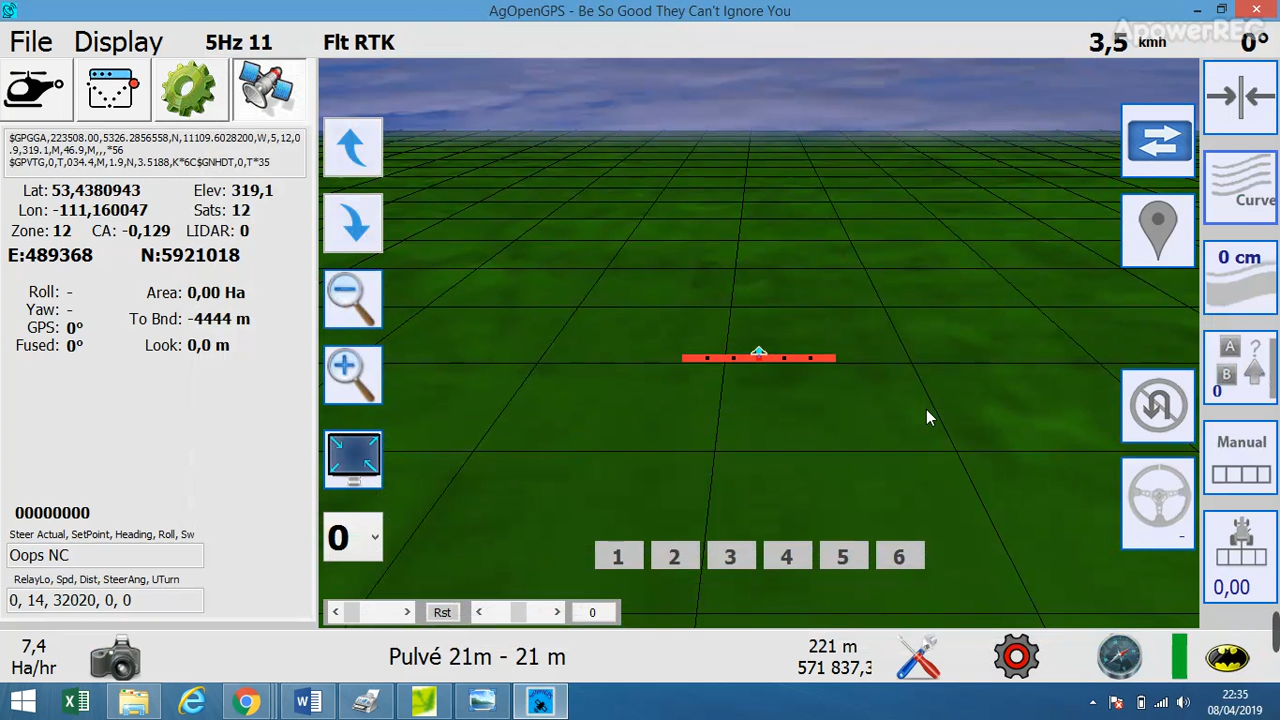 AgOpenGPS - Be So Good They Can't Ignore You
ApowerREC
File Display 5Hz 11 Flt RTK 3,5 kmh 0°
$GPGGA,223508.00,5326.2856558,N,11109.6028200,W,5,12,0
.9,319.1,M,46.9,M,,,*56
$GPVTG,0,T,034.4,M,1.9,N,3.5188,K*6C$GNHDT,0,T*35
Lat: 53,4380943 Elev: 319,1
Lon: -111,160047 Sats: 12
Zone: 12 CA: -0,129 LIDAR: 0
E:489368 N:5921018
Roll: - Area: 0,00 Ha
Yaw: -
To Bnd: -4444 m
GPS: 0°
Fused: 0° Look: 0,0 m
Curve
0 cm
A ?
B
0
Manual
00000000
Steer Actual, SetPoint, Heading, Roll, Sw
Oops NC
RelayLo, Spd, Dist, SteerAng, UTurn
0, 14, 32020, 0, 0
0
1 2 3 4 5 6
-
0,00
< > Rst < > 0
7,4
Ha/hr
Pulvé 21m - 21 m
221 m
571 837,3
22:35
08/04/2019